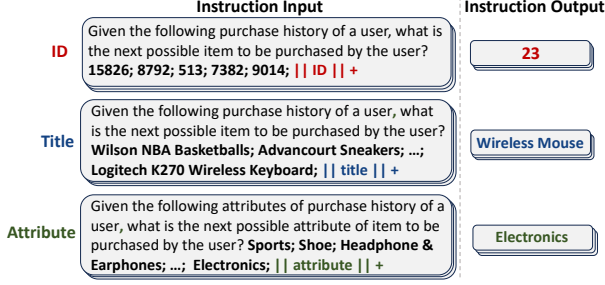 Instruction Input
Instruction Output
ID
Given the following purchase history of a user, what is
the next possible item to be purchased by the user?
15826; 8792; 513; 7382; 9014; || ID || +
23
Title
Given the following purchase history of a user, what
is the next possible item to be purchased by the user?
Wilson NBA Basketballs; Advancourt Sneakers; ...;
Logitech K270 Wireless Keyboard; || title || +
Wireless Mouse
Attribute
Given the following attributes of purchase history of a
user, what is the next possible attribute of item to be
purchased by the user? Sports; Shoe; Headphone &
Earphones; ...; Electronics; || attribute || +
Electronics